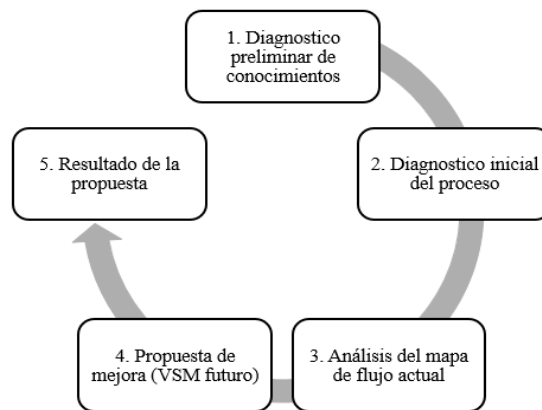 1. Diagnostico
preliminar de
conocimientos
2. Diagnostico inicial
del proceso
3. Análisis del mapa
de flujo actual
4. Propuesta de
mejora (VSM futuro)
5. Resultado de la
propuesta